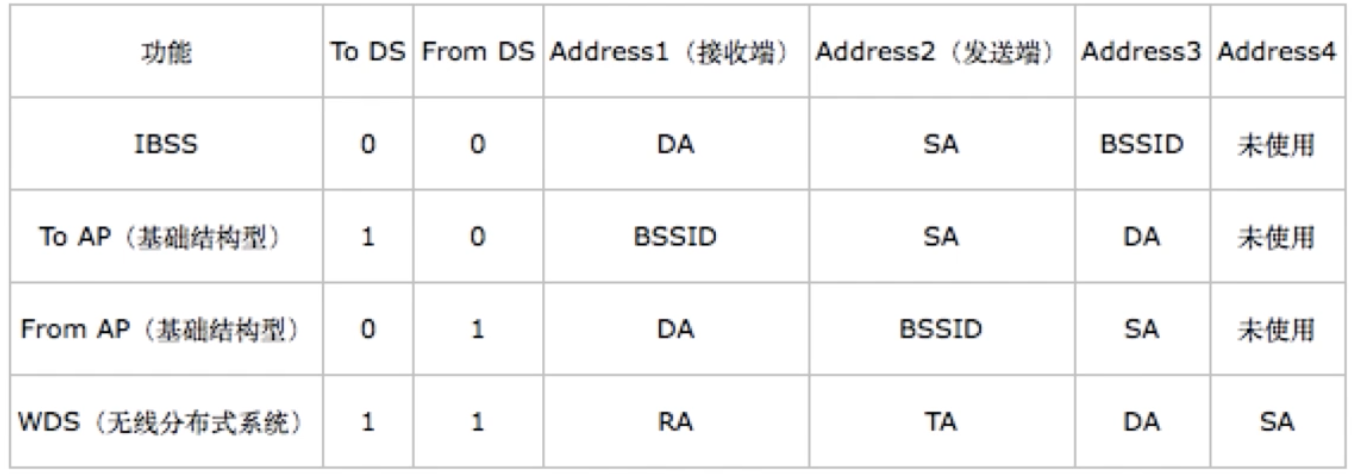 功能 To DS From DS Address1（接收端） Address2（发送端） Address3 Address4
IBSS 0 0 DA SA BSSID 未使用
To AP（基础结构型） 1 0 BSSID SA DA 未使用
From AP（基础结构型） 0 1 DA BSSID SA 未使用
WDS（无线分布式系统） 1 1 RA TA DA SA